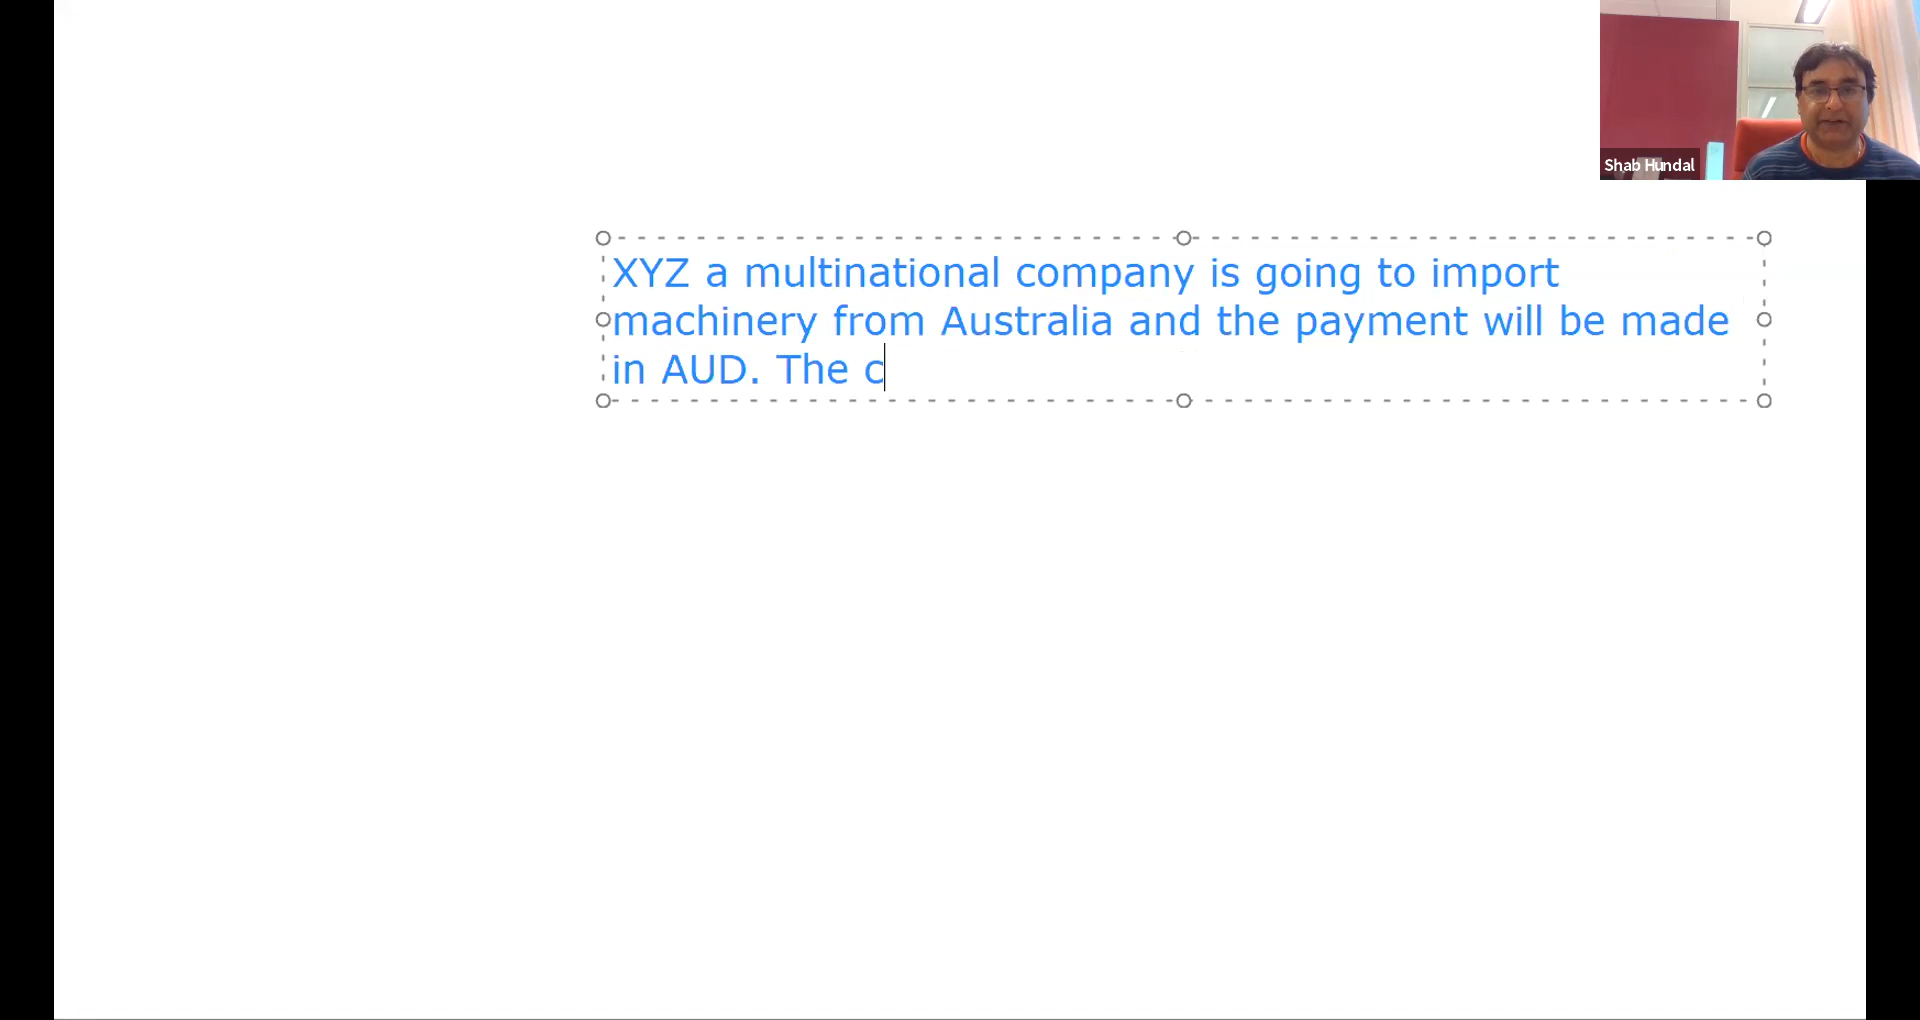 Shab Hundal
XYZ a multinational company is going to import
machinery from Australia and the payment will be made
in AUD. The c